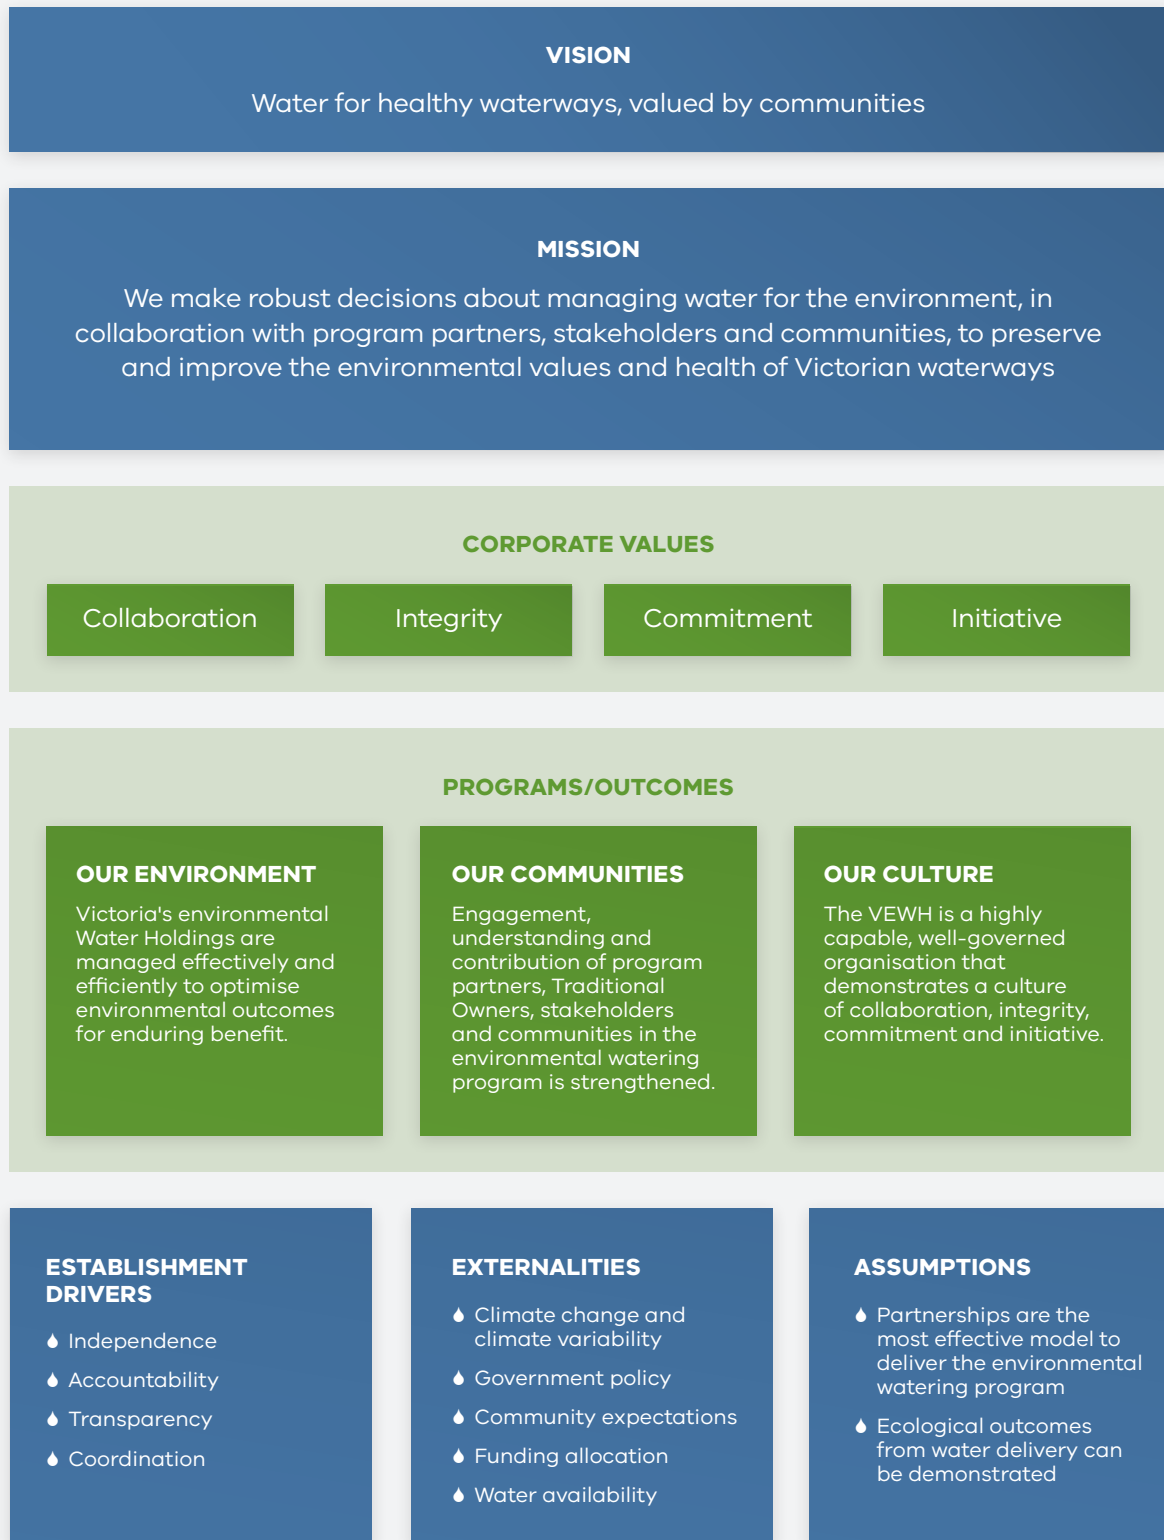 VISION
Water for healthy waterways, valued by communities
MISSION
We make robust decisions about managing water for the environment, in
collaboration with program partners, stakeholders and communities, to preserve
and improve the environmental values and health of Victorian waterways
CORPORATE VALUES
Collaboration
Integrity
Commitment
Initiative
PROGRAMS/OUTCOMES
OUR ENVIRONMENT
Victoria's environmental
Water Holdings are
managed effectively and
efficiently to optimise
environmental outcomes
for enduring benefit.
OUR COMMUNITIES
Engagement,
understanding and
contribution of program
partners, Traditional
Owners, stakeholders
and communities in the
environmental watering
program is strengthened.
OUR CULTURE
The VEWH is a highly
capable, well-governed
organisation that
demonstrates a culture
of collaboration, integrity,
commitment and initiative.
ESTABLISHMENT
DRIVERS
Independence
Accountability
Transparency
Coordination
EXTERNALITIES
Climate change and
climate variability
Government policy
Community expectations
Funding allocation
Water availability
ASSUMPTIONS
Partnerships are the
most effective model to
deliver the environmental
watering program
Ecological outcomes
from water delivery can
be demonstrated